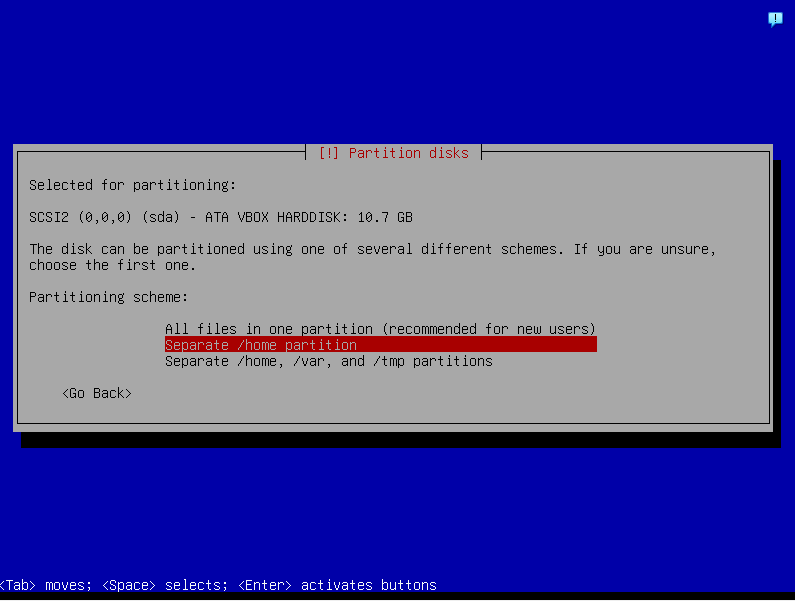 [!] Partition disks
Selected for partitioning:
SCSI2 (0,0,0) (sda) - ATA VBOX HARDDISK: 10.7 GB
The disk can be partitioned using one of several different schemes. If you are unsure,
choose the first one.
Partitioning scheme:
All files in one partition (recommended for new users)
Separate /home partition
Separate /home, /var, and /tmp partitions
<Go Back>
<Tab> moves; <Space> selects; <Enter> activates buttons